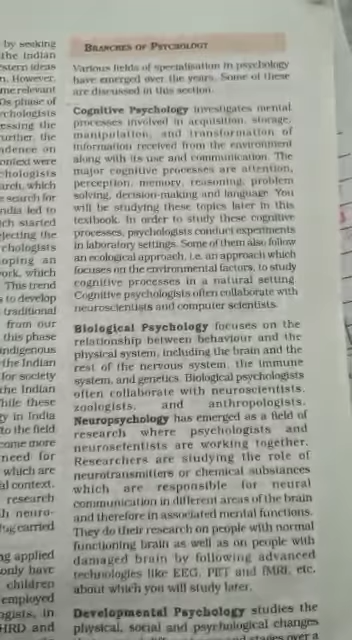 by seeking
the Indian
stern ideas
n. However,
me relevant
0s phase of
ychologists
essing the
urther, the
dence on
ontext were
chologists
arch, which
e search for
ndia led to
ich started
ejecting the
chologists
oping an
work, which
This trend
s to develop
traditional
from our
this phase
indigenous
the Indian
for society
the Indian
hile these
gy in India
to the field
come more
need for
which are
al context.
research
h neuro-
ng carried
ng applied
only have
children
employed
ogists, in
HRD and
BRANCHES OF PSYCHOLOGY
Various fields of specialisation in psychology
have emerged over the years. Some of these
are discussed in this section.
Cognitive Psychology investigates mental
processes involved in acquisition, storage,
manipulation, and transformation of
information received from the environment
along with its use and communication. The
major cognitive processes are attention,
perception, memory, reasoning, problem
solving, decision-making and language. You
will be studying these topics later in this
textbook. In order to study these cognitive
processes, psychologists conduct experiments
in laboratory settings. Some of them also follow
an ecological approach, i.e. an approach which
focuses on the environmental factors, to study
cognitive processes in a natural setting.
Cognitive psychologists often collaborate with
neuroscientists and computer scientists.
Biological Psychology focuses on the
relationship between behaviour and the
physical system, including the brain and the
rest of the nervous system, the immune
system, and genetics. Biological psychologists
often collaborate with neuroscientists,
zoologists, and anthropologists.
Neuropsychology has emerged as a field of
research where psychologists and
neuroscientists are working together.
Researchers are studying the role of
neurotransmitters or chemical substances
which are responsible for neural
communication in different areas of the brain
and therefore in associated mental functions.
They do their research on people with normal
functioning brain as well as on people with
damaged brain by following advanced
technologies like EEG, PET and fMRI, etc.
about which you will study later.
Developmental Psychology studies the
physical, social and psychological changes